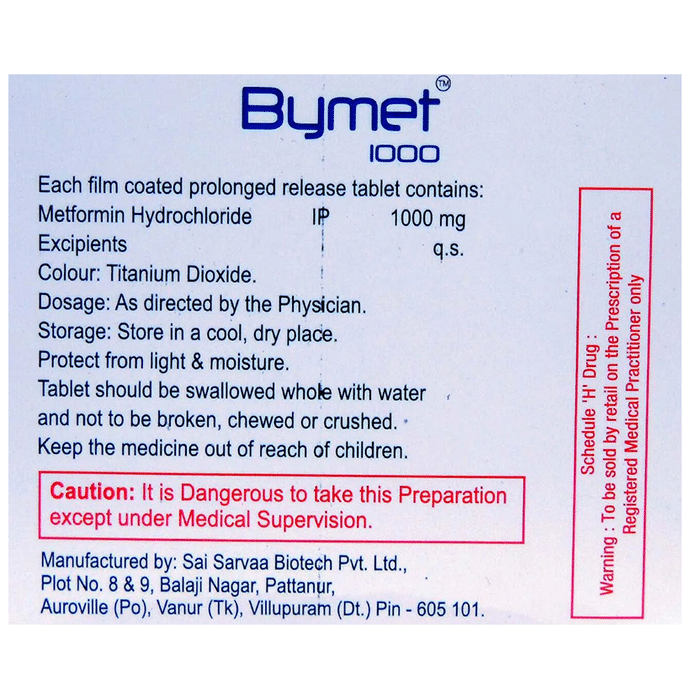 Bymet™
1000
Each film coated prolonged release tablet contains:
Metformin Hydrochloride IP 1000 mg
Excipients q.s.
Colour: Titanium Dioxide.
Dosage: As directed by the Physician.
Storage: Store in a cool, dry place.
Protect from light & moisture.
Tablet should be swallowed whole with water
and not to be broken, chewed or crushed.
Keep the medicine out of reach of children.
Caution: It is Dangerous to take this Preparation
except under Medical Supervision.
Manufactured by: Sai Sarvaa Biotech Pvt. Ltd.,
Plot No. 8 & 9, Balaji Nagar, Pattanur,
Auroville (Po), Vanur (Tk), Villupuram (Dt.) Pin - 605 101.
Schedule 'H' Drug :
Warning : To be sold by retail on the Prescription of a
Registered Medical Practitioner only